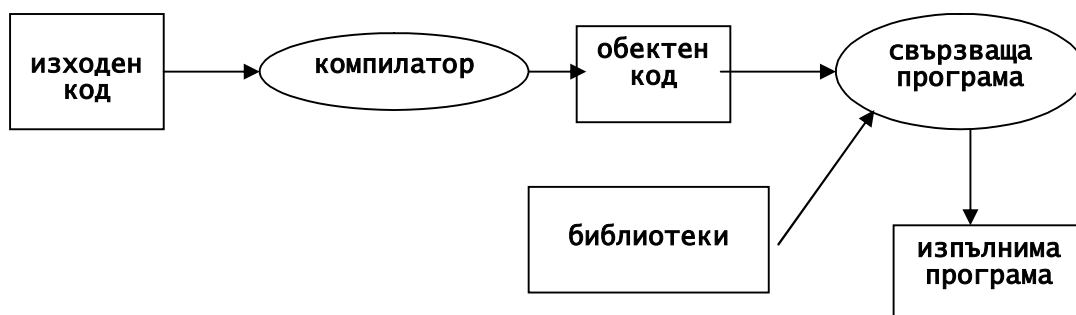 изходен
код
компилатор
обектен
код
свързваща
програма
библиотеки
изпълнима
програма